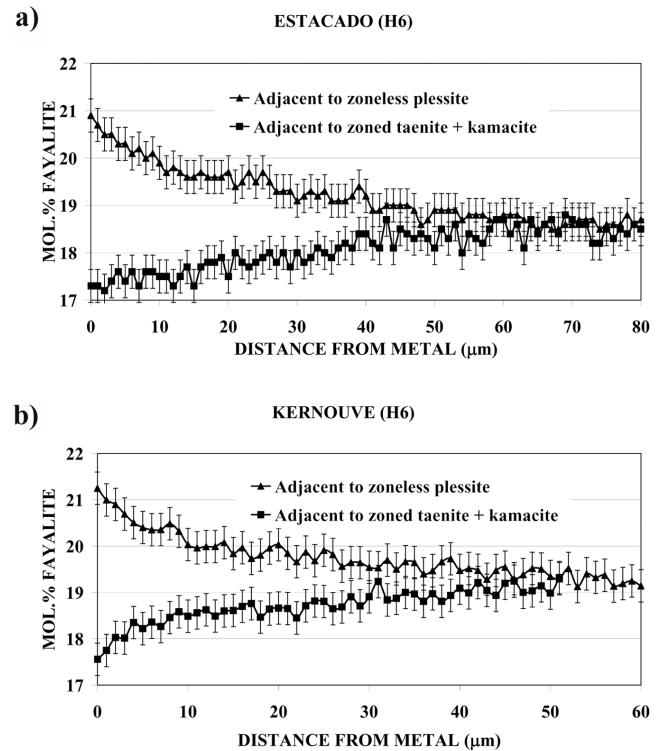 a)
ESTACADO (H6)
MOL.% FAYALITE
22
21
20
19
18
17
Adjacent to zoneless plessite
Adjacent to zoned taenite + kamacite
0 10 20 30 40 50 60 70 80
DISTANCE FROM METAL (µm)
b)
KERNOUVE (H6)
MOL.% FAYALITE
22
21
20
19
18
17
Adjacent to zoneless plessite
Adjacent to zoned taenite + kamacite
0 10 20 30 40 50 60
DISTANCE FROM METAL (µm)